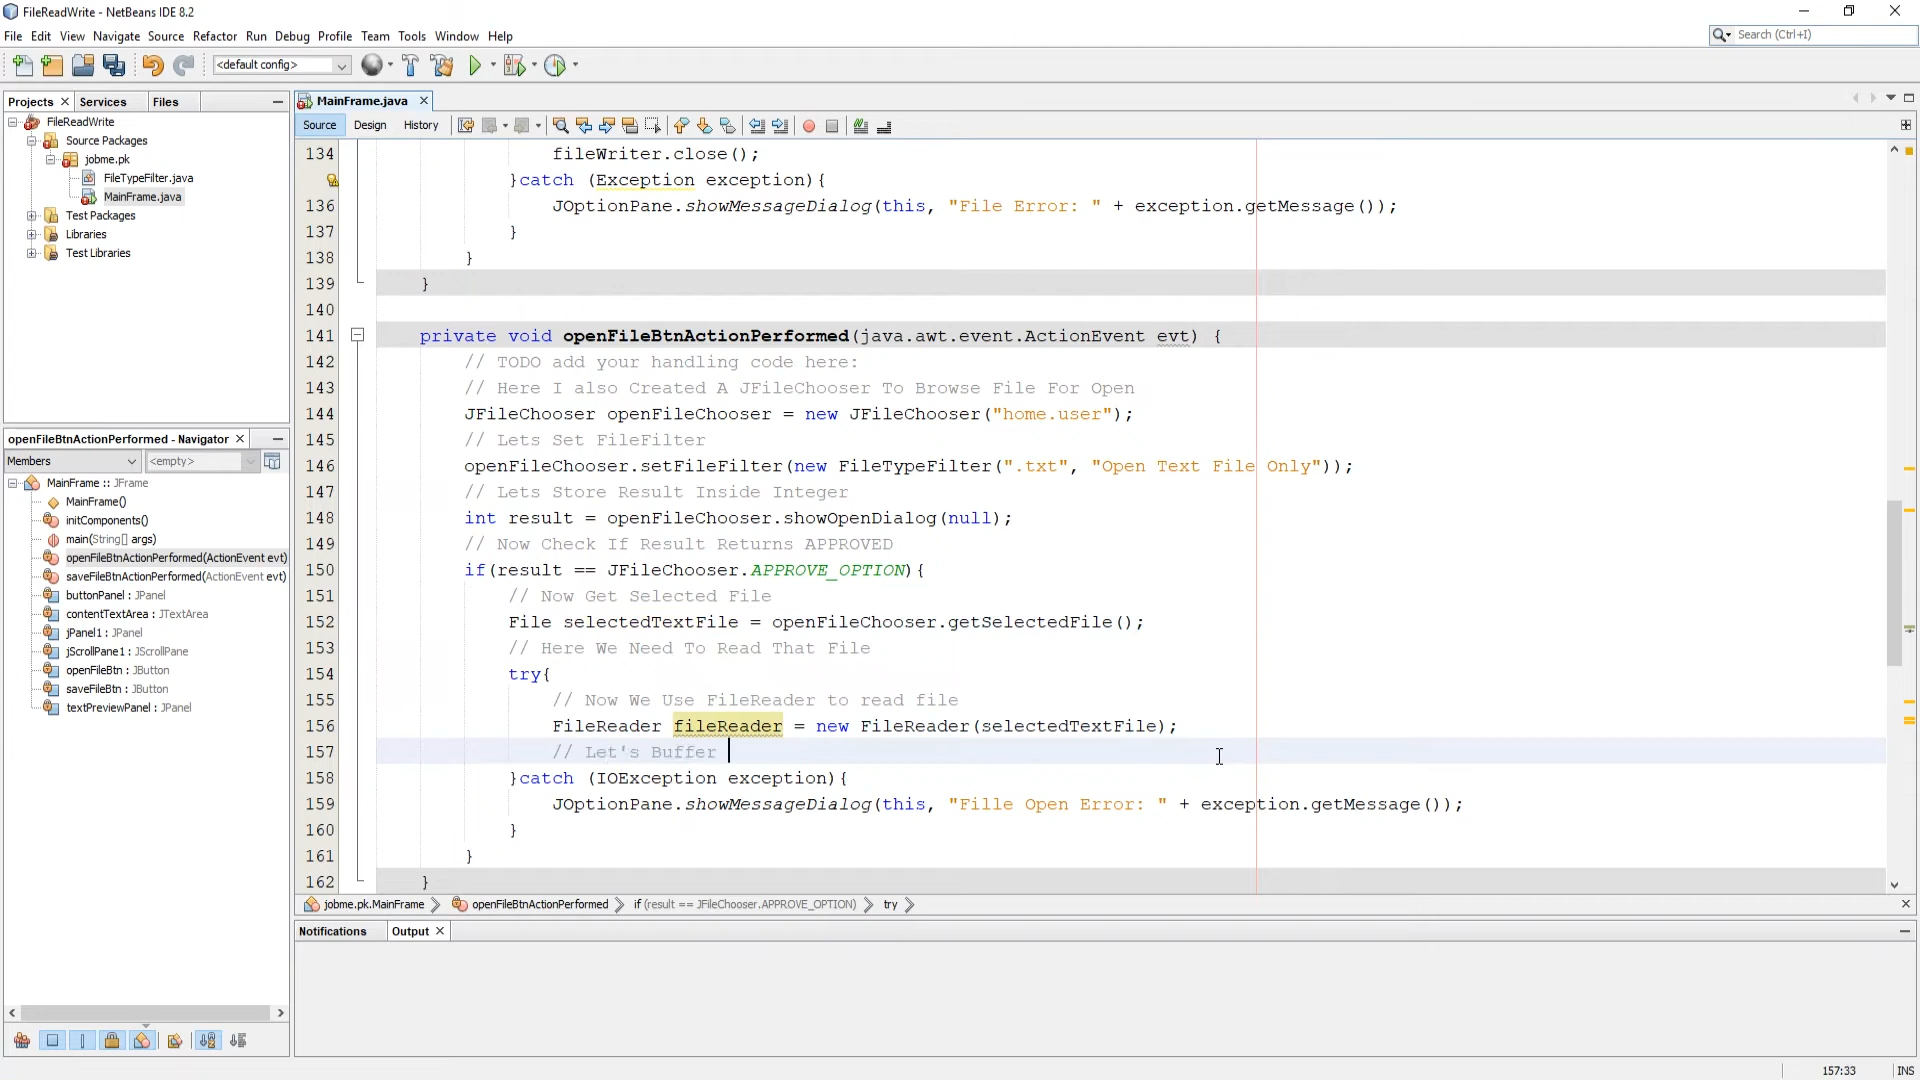 FileReadWrite - NetBeans IDE 8.2
File Edit View Navigate Source Refactor Run Debug Profile Team Tools Window Help
Search (Ctrl+I)
<default config>
Projects Services Files
FileReadWrite
Source Packages
jobme.pk
FileTypeFilter.java
MainFrame.java
Test Packages
Libraries
Test Libraries
openFileBtnActionPerformed - Navigator
Members <empty>
MainFrame :: JFrame
MainFrame()
initComponents()
main(String[] args)
openFileBtnActionPerformed(ActionEvent evt)
saveFileBtnActionPerformed(ActionEvent evt)
buttonPanel : JPanel
contentTextArea : JTextArea
jPanel1 : JPanel
jScrollPane1 : JScrollPane
openFileBtn : JButton
saveFileBtn : JButton
textPreviewPanel : JPanel
MainFrame.java
Source Design History
134 fileWriter.close();
}catch (Exception exception){
136 JOptionPane.showMessageDialog(this, "File Error: " + exception.getMessage());
137 }
138 }
139 }
140
141 private void openFileBtnActionPerformed(java.awt.event.ActionEvent evt) {
142 // TODO add your handling code here:
143 // Here I also Created A JFileChooser To Browse File For Open
144 JFileChooser openFileChooser = new JFileChooser("home.user");
145 // Lets Set FileFilter
146 openFileChooser.setFileFilter(new FileTypeFilter(".txt", "Open Text File Only"));
147 // Lets Store Result Inside Integer
148 int result = openFileChooser.showOpenDialog(null);
149 // Now Check If Result Returns APPROVED
150 if(result == JFileChooser.APPROVE_OPTION){
151 // Now Get Selected File
152 File selectedTextFile = openFileChooser.getSelectedFile();
153 // Here We Need To Read That File
154 try{
155 // Now We Use FileReader to read file
156 FileReader fileReader = new FileReader(selectedTextFile);
157 // Let's Buffer
158 }catch (IOException exception){
159 JOptionPane.showMessageDialog(this, "Fille Open Error: " + exception.getMessage());
160 }
161 }
162 }
jobme.pk.MainFrame openFileBtnActionPerformed if (result == JFileChooser.APPROVE_OPTION) try
Notifications Output
157:33 INS